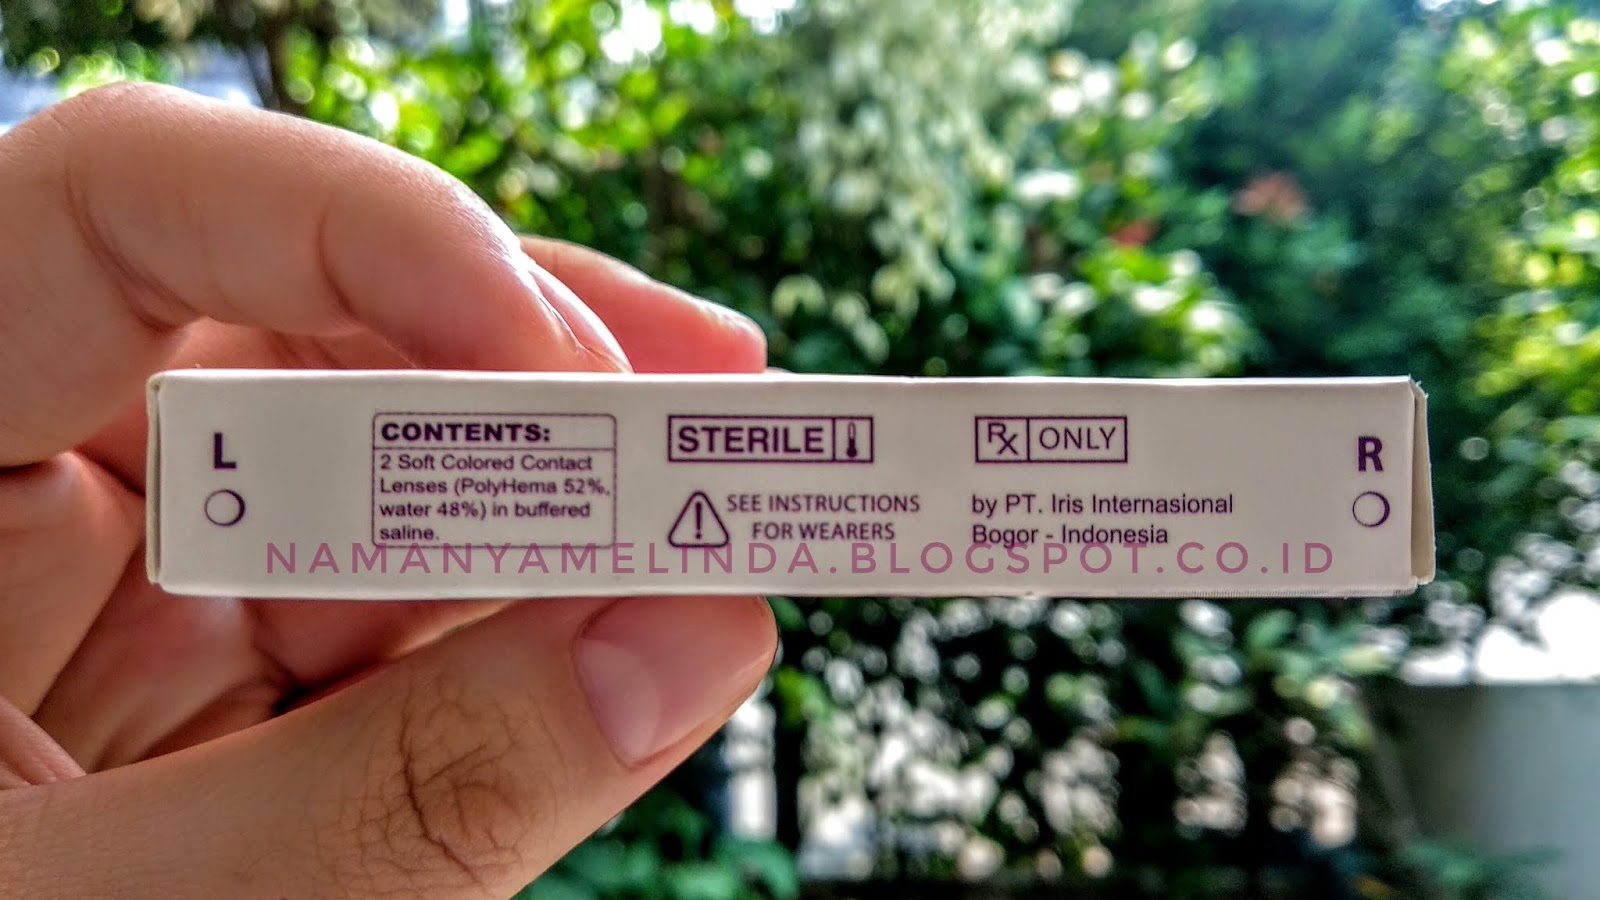 L
CONTENTS:
2 Soft Colored Contact
Lenses (PolyHema 52%,
water 48%) in buffered
saline.
STERILE
SEE INSTRUCTIONS
FOR WEARERS
Rx ONLY
by PT. Iris Internasional
Bogor - Indonesia
R
NAMANYAMELINDA.BLOGSPOT.CO.ID